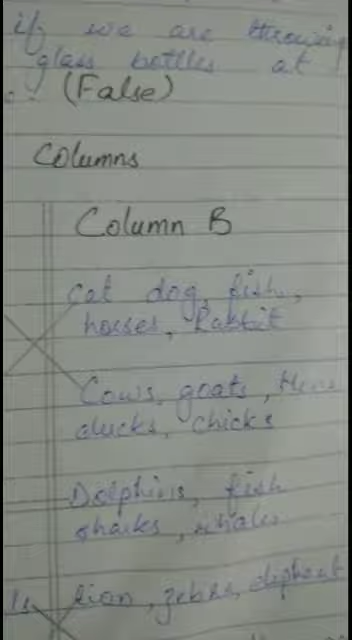 if we are throwing
glass bottles at
(False)
Columns
Column B
Cat dog, fish,
horses, Rabbit
Cows, goats, Hens
ducks, chicks
Dolphins, fish
sharks, whales
lion, zebra, elephant